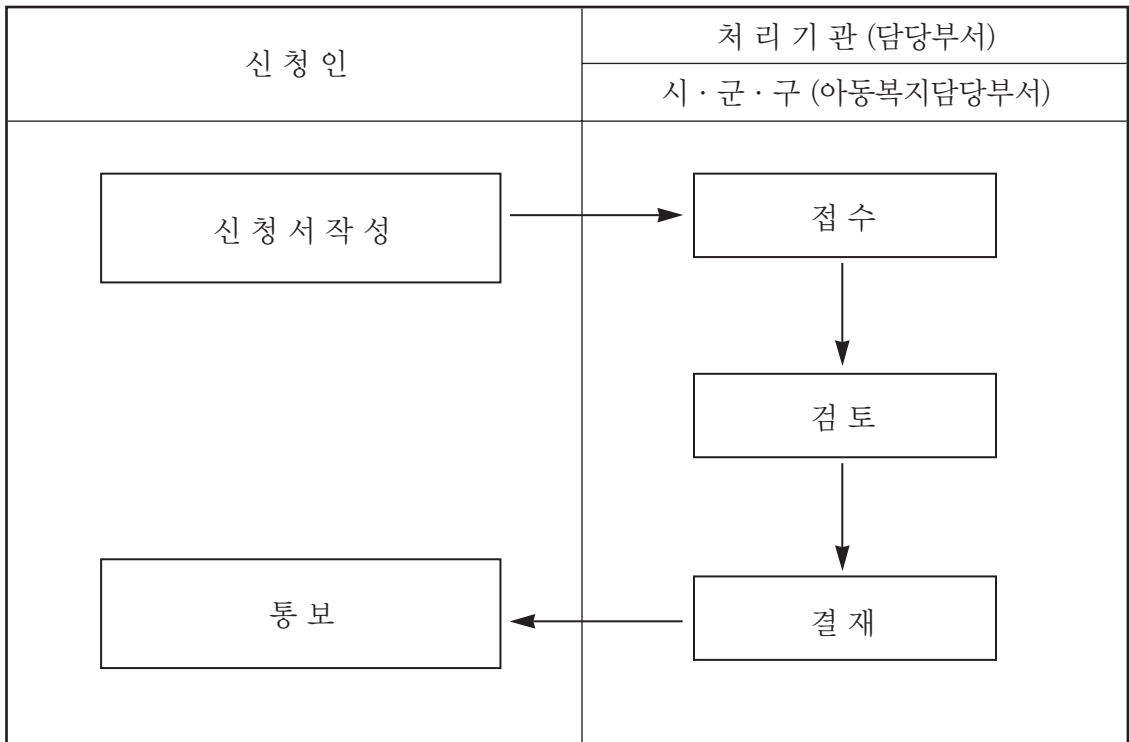 신 청 인
처 리 기 관 (담당부서)
시 · 군 · 구 (아동복지담당부서)
신 청 서 작 성
접 수
검 토
통 보
결 재